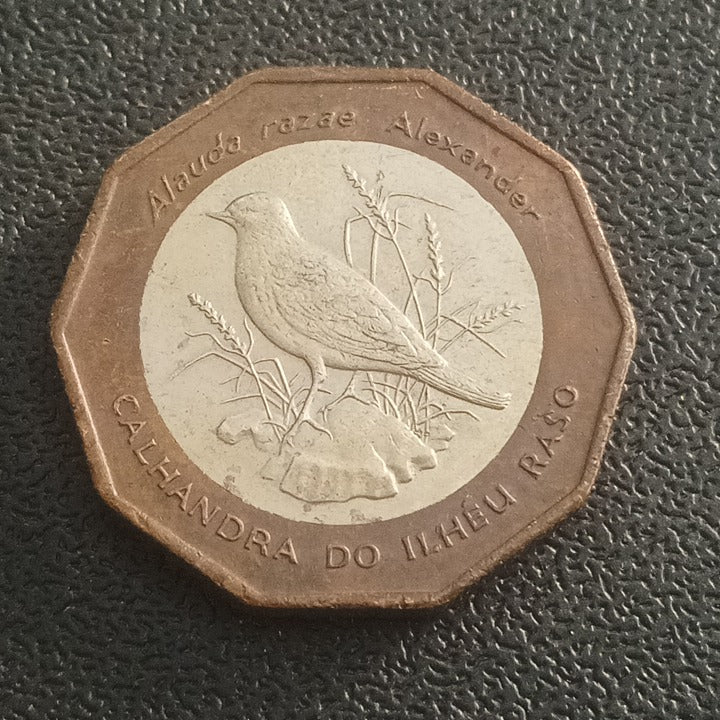 Alauda razae Alexander
CALHANDRA DO ILHÉU RASO